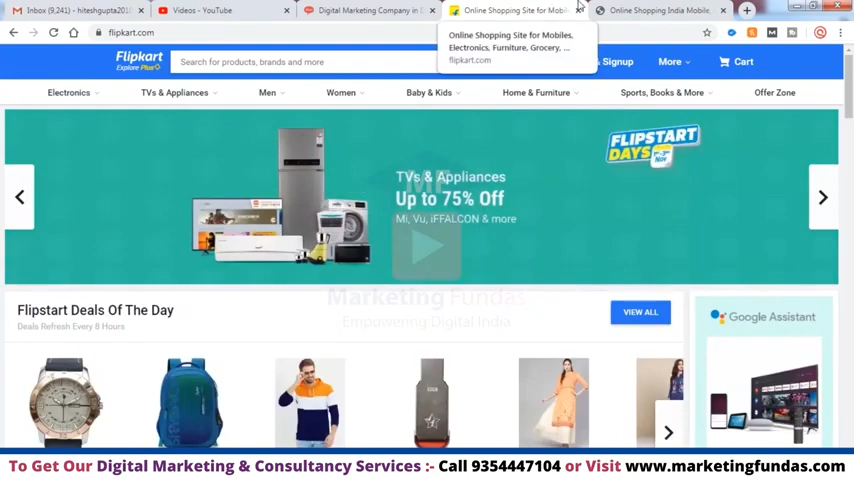 Inbox (9,241) - hiteshgupta201
Videos - YouTube
Digital Marketing Company in D
Online Shopping Site for Mobil
Online Shopping India Mobile,
flipkart.com
Online Shopping Site for Mobiles,
Electronics, Furniture, Grocery, ...
flipkart.com
Flipkart
Explore Plus
Search for products, brands and more
& Signup
More
Cart
Electronics
TVs & Appliances
Men
Women
Baby & Kids
Home & Furniture
Sports, Books & More
Offer Zone
TVs & Appliances
Up to 75% Off
Mi, Vu, iFFALCON & more
FLIPSTART
DAYS
Nov
Marketing Fundas
Empowering Digital India
Flipstart Deals Of The Day
Deals Refresh Every 8 Hours
VIEW ALL
Google Assistant
To Get Our Digital Marketing & Consultancy Services :- Call 9354447104 or Visit www.marketingfundas.com